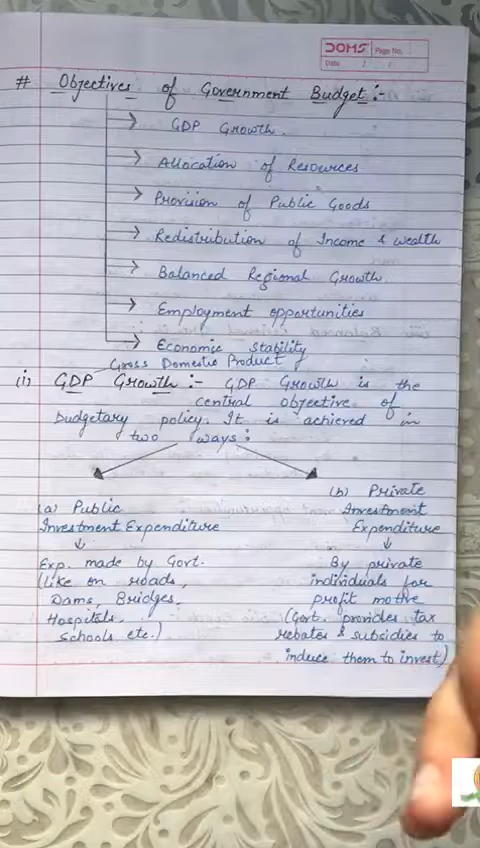 DOMS
Page No.
Date / /
# Objectives of Government Budget :-
→ GDP Growth.
→ Allocation of Resources
→ Provision of Public Goods
→ Redistribution of Income & wealth
→ Balanced Regional Growth.
→ Employment opportunities
→ Economic Stability
Gross Domestic Product
(i) GDP Growth :- GDP Growth is the
central objective of
budgetary policy. It is achieved in
two ways:
(a) Public
Investment Expenditure
↓
Exp. made by Govt.
(like on roads,
Dams, Bridges,
Hospitals,
Schools etc.)
(b) Private
Investment
Expenditure
↓
By private
individuals for
profit motive
(Govt. provides tax
rebates & subsidies to
induce them to invest)